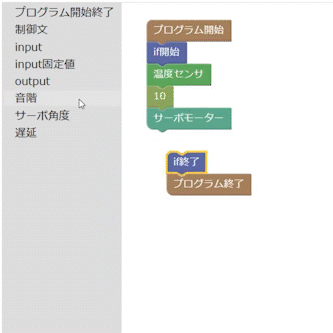 プログラム開始終了
制御文
input
input固定値
output
音階
サーボ角度
遅延
プログラム開始
if開始
温度センサ
10
サーボモーター
if終了
プログラム終了